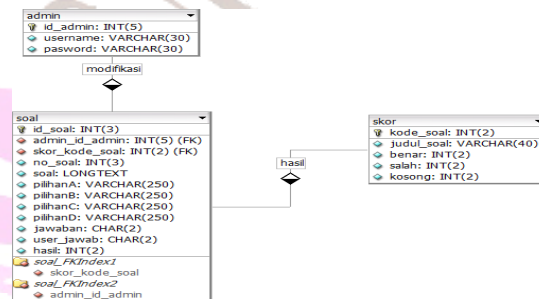 admin
id_admin: INT(5)
username: VARCHAR(30)
pasword: VARCHAR(30)
modifikasi
soal
id_soal: INT(3)
admin_id_admin: INT(5) (FK)
skor_kode_soal: INT(2) (FK)
no_soal: INT(3)
soal: LONGTEXT
pilihanA: VARCHAR(250)
pilihanB: VARCHAR(250)
pilihanC: VARCHAR(250)
pilihanD: VARCHAR(250)
jawaban: CHAR(2)
user_jawab: CHAR(2)
hasil: INT(2)
soal_FKIndex1
skor_kode_soal
soal_FKIndex2
admin_id_admin
hasil
skor
kode_soal: INT(2)
judul_soal: VARCHAR(40)
benar: INT(2)
salah: INT(2)
kosong: INT(2)